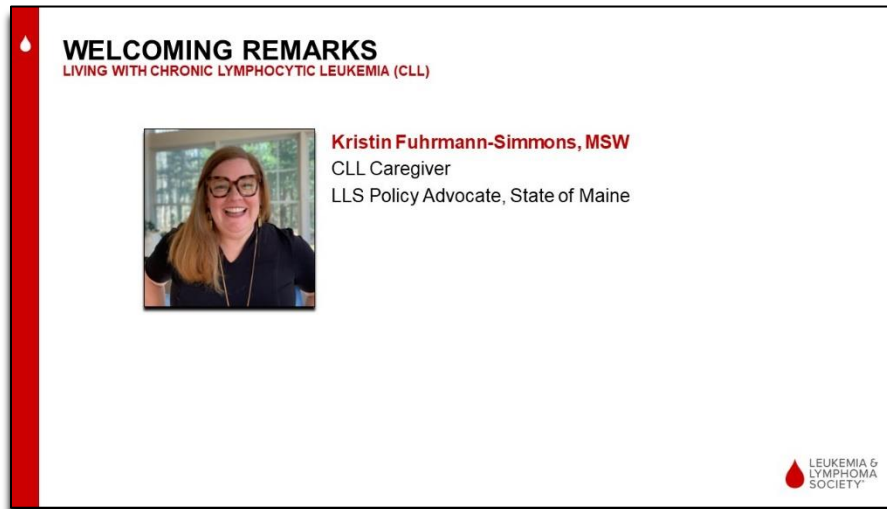 WELCOMING REMARKS
LIVING WITH CHRONIC LYMPHOCYTIC LEUKEMIA (CLL)
Kristin Fuhrmann-Simmons, MSW
CLL Caregiver
LLS Policy Advocate, State of Maine
LEUKEMIA &
LYMPHOMA
SOCIETY®